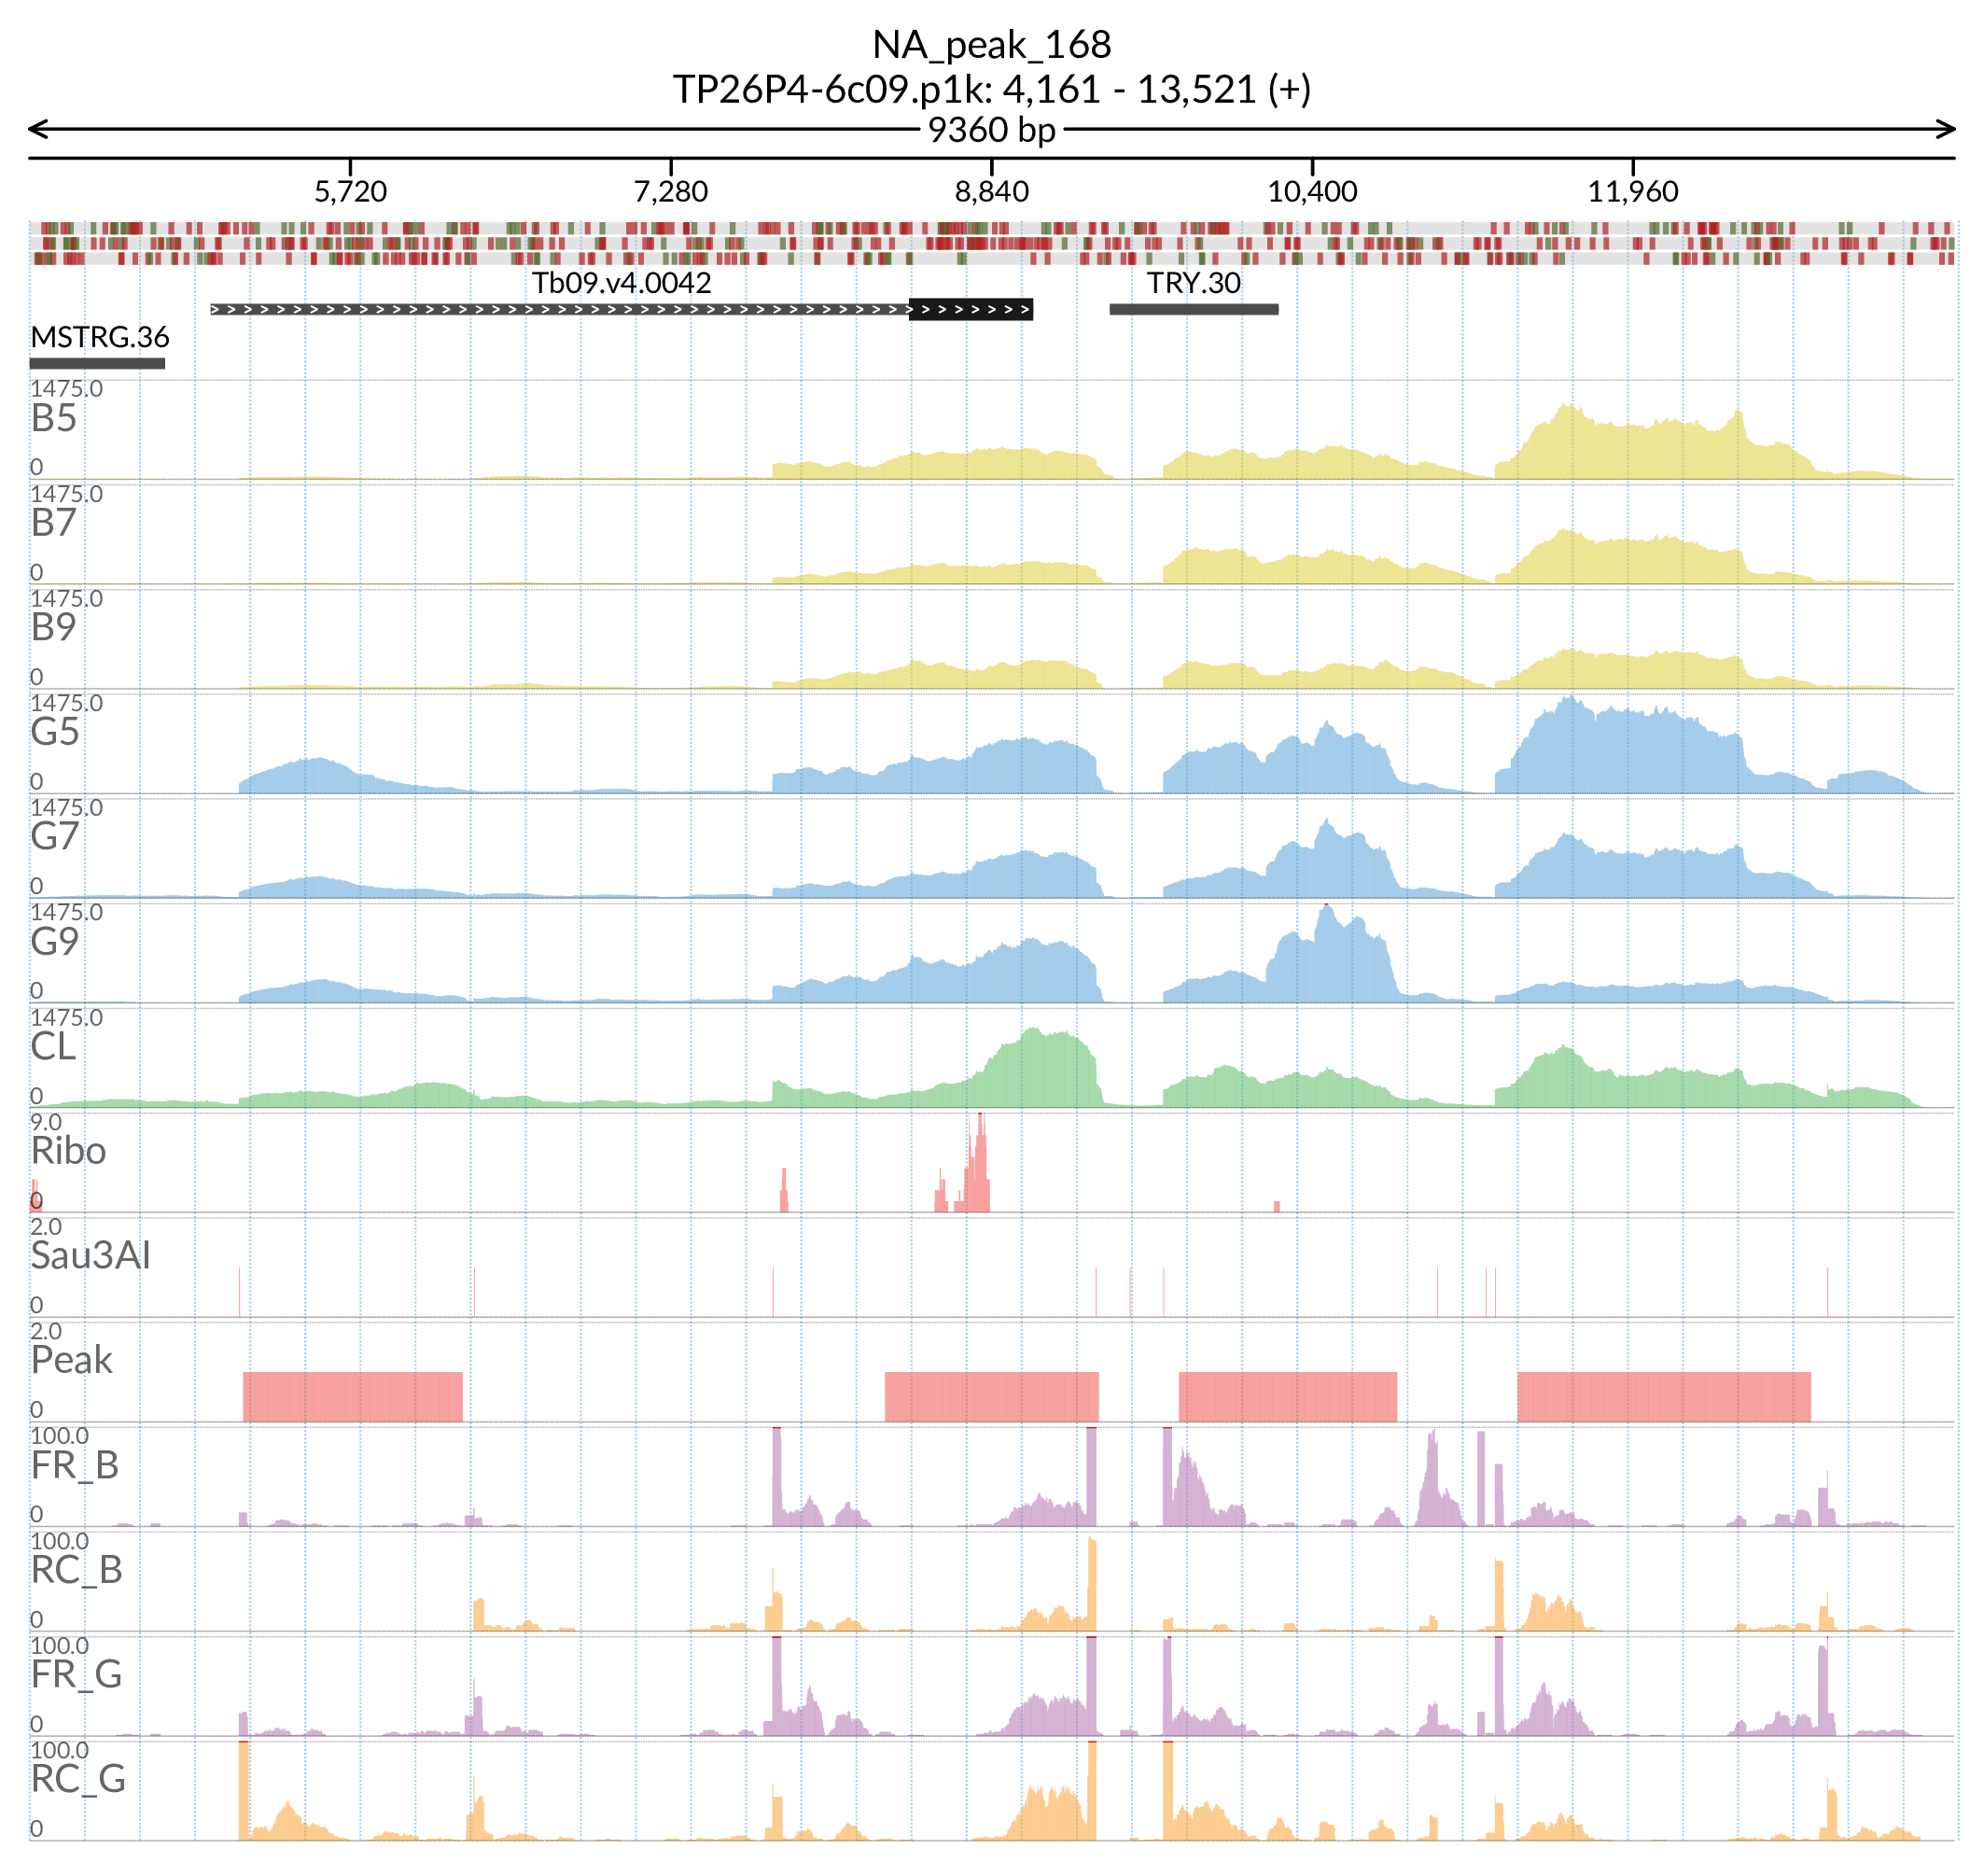 NA_peak_168
TP26P4-6c09.p1k: 4,161 - 13,521 (+)
9360 bp
5,720 7,280 8,840 10,400 11,960
Tb09.v4.0042 TRY.30
MSTRG.36
1475.0
B5
0
1475.0
B7
0
1475.0
B9
0
1475.0
G5
0
1475.0
G7
0
1475.0
G9
0
1475.0
CL
0
9.0
Ribo
0
2.0
Sau3AI
0
2.0
Peak
0
100.0
FR_B
0
100.0
RC_B
0
100.0
FR_G
0
100.0
RC_G
0